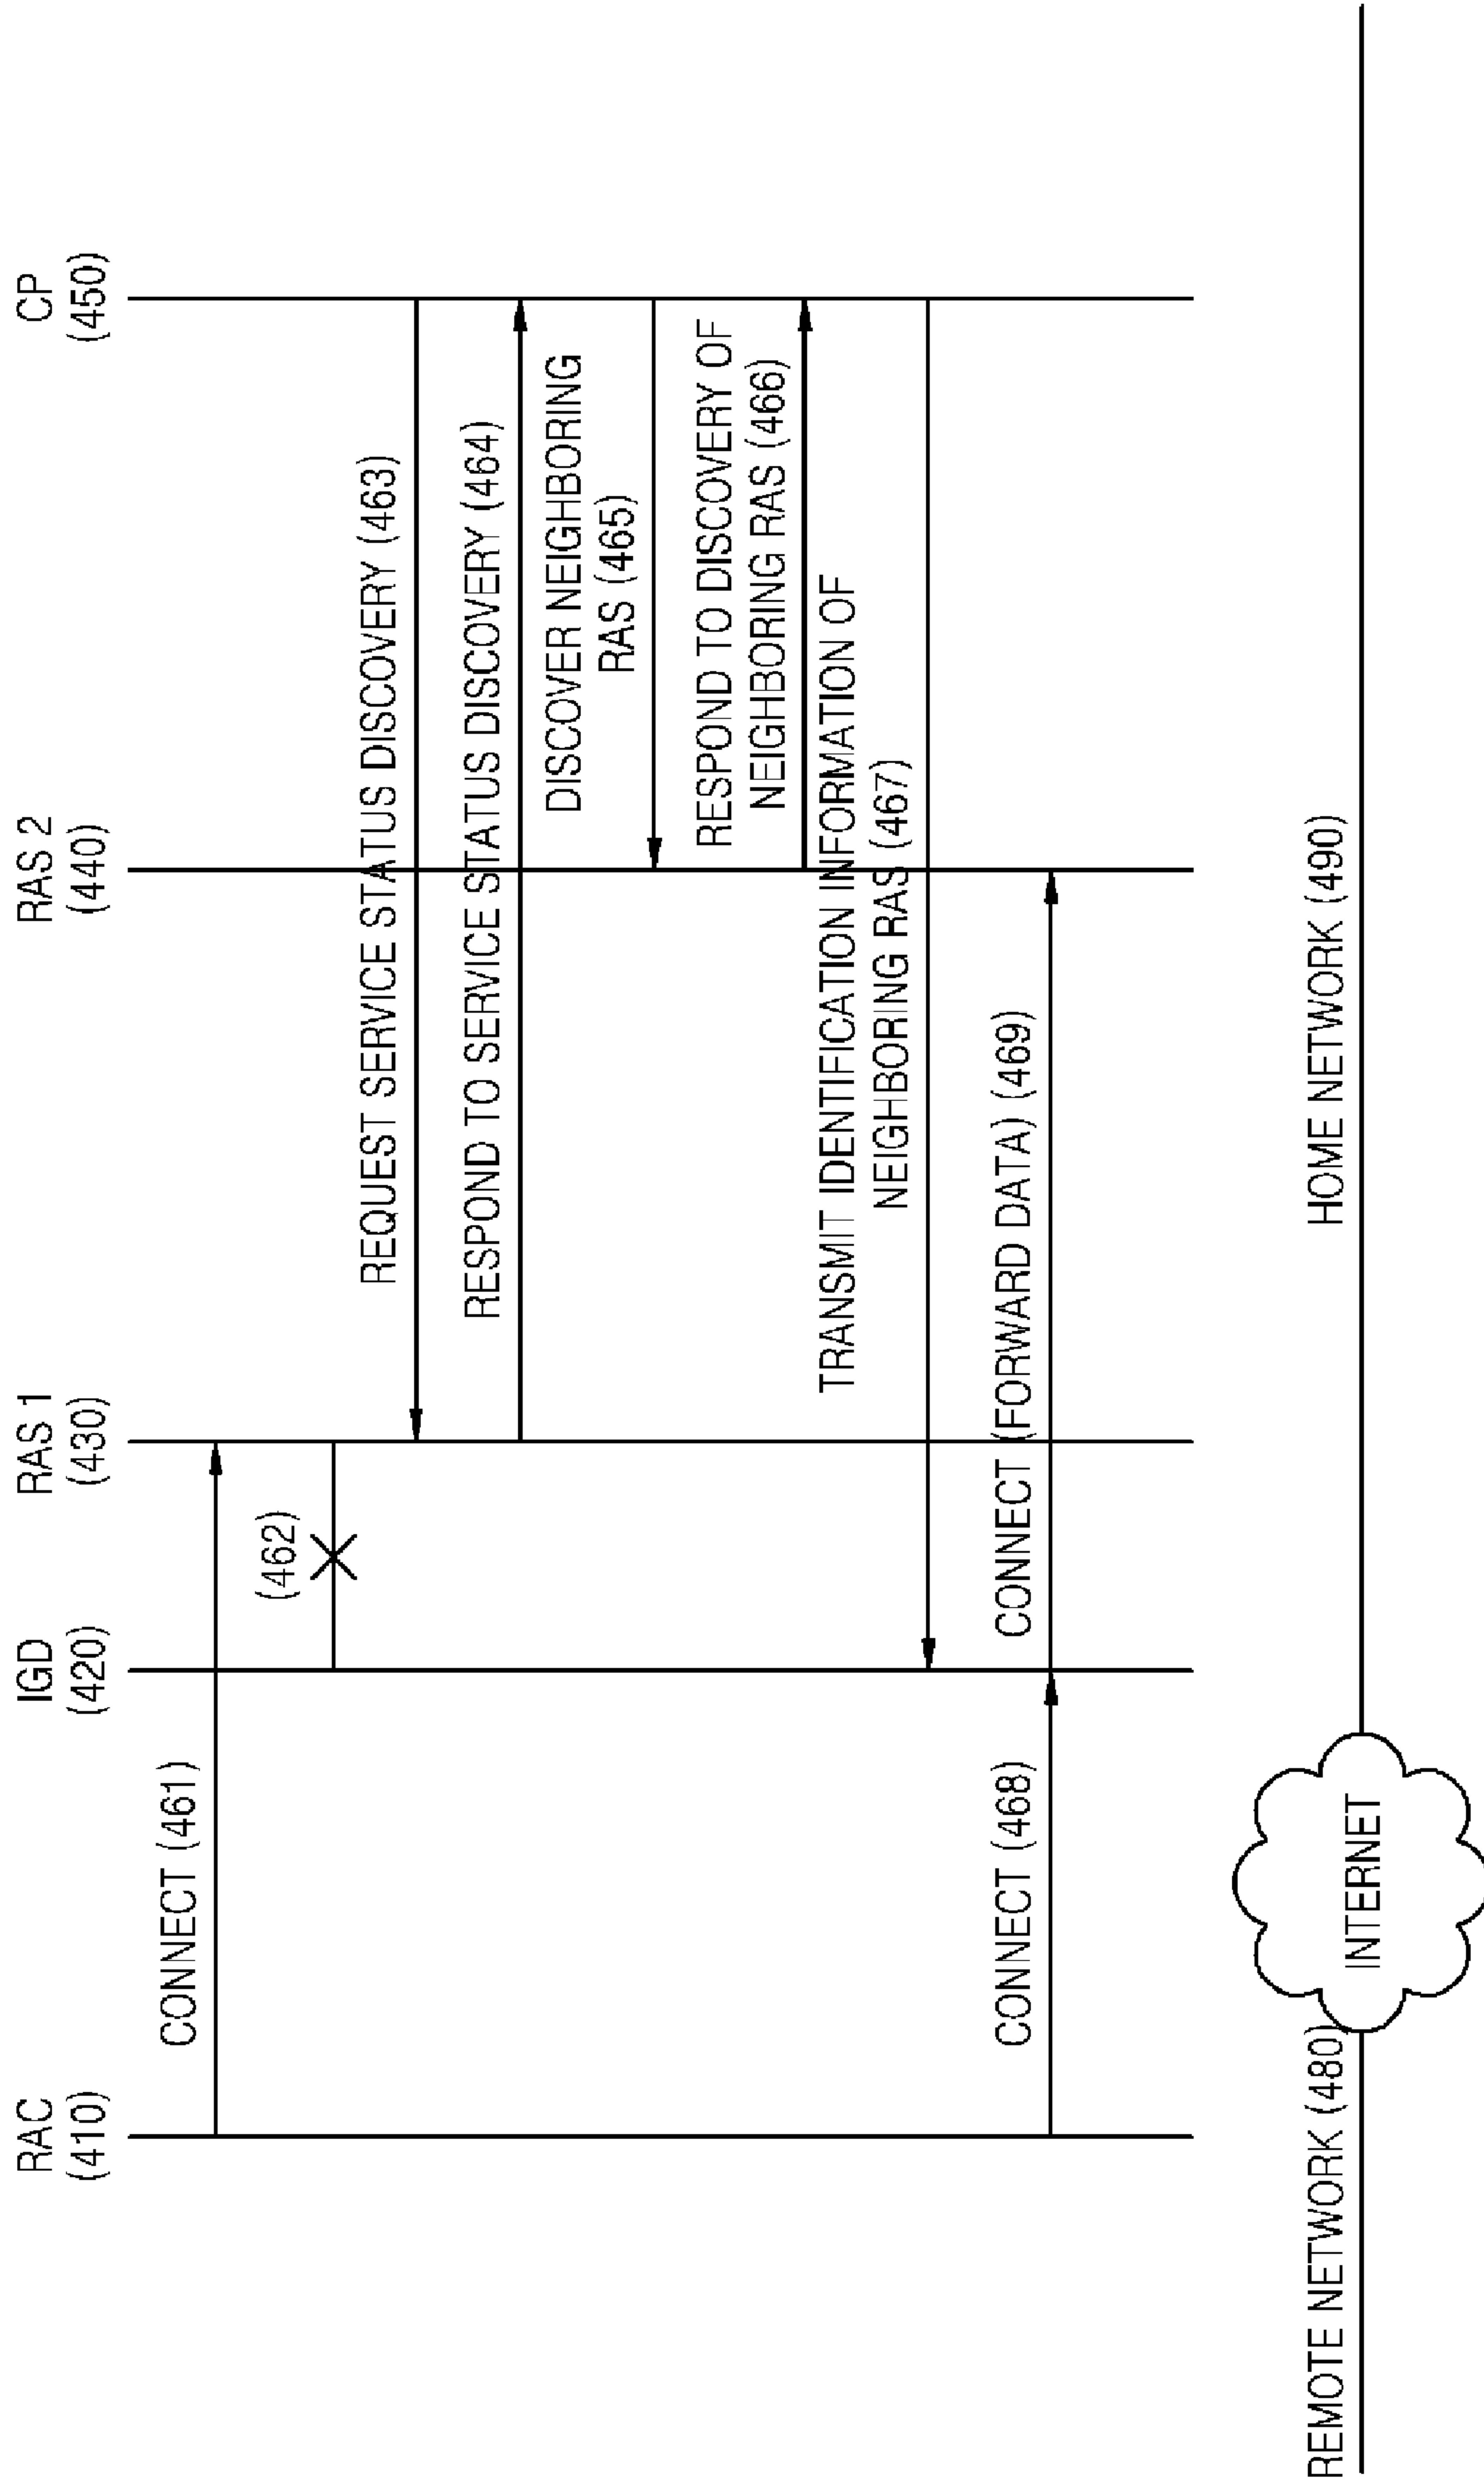 RAC
(410)
IGD
(420)
RAS 1
(430)
RAS 2
(440)
CP
(450)
CONNECT (461)
(462)
REQUEST SERVICE STATUS DISCOVERY (463)
RESPOND TO SERVICE STATUS DISCOVERY (464)
DISCOVER NEIGHBORING
RAS (465)
RESPOND TO DISCOVERY OF
NEIGHBORING RAS (466)
TRANSMIT IDENTIFICATION INFORMATION OF
NEIGHBORING RAS (467)
CONNECT (468)
CONNECT (FORWARD DATA) (469)
REMOTE NETWORK (480)
INTERNET
HOME NETWORK (490)